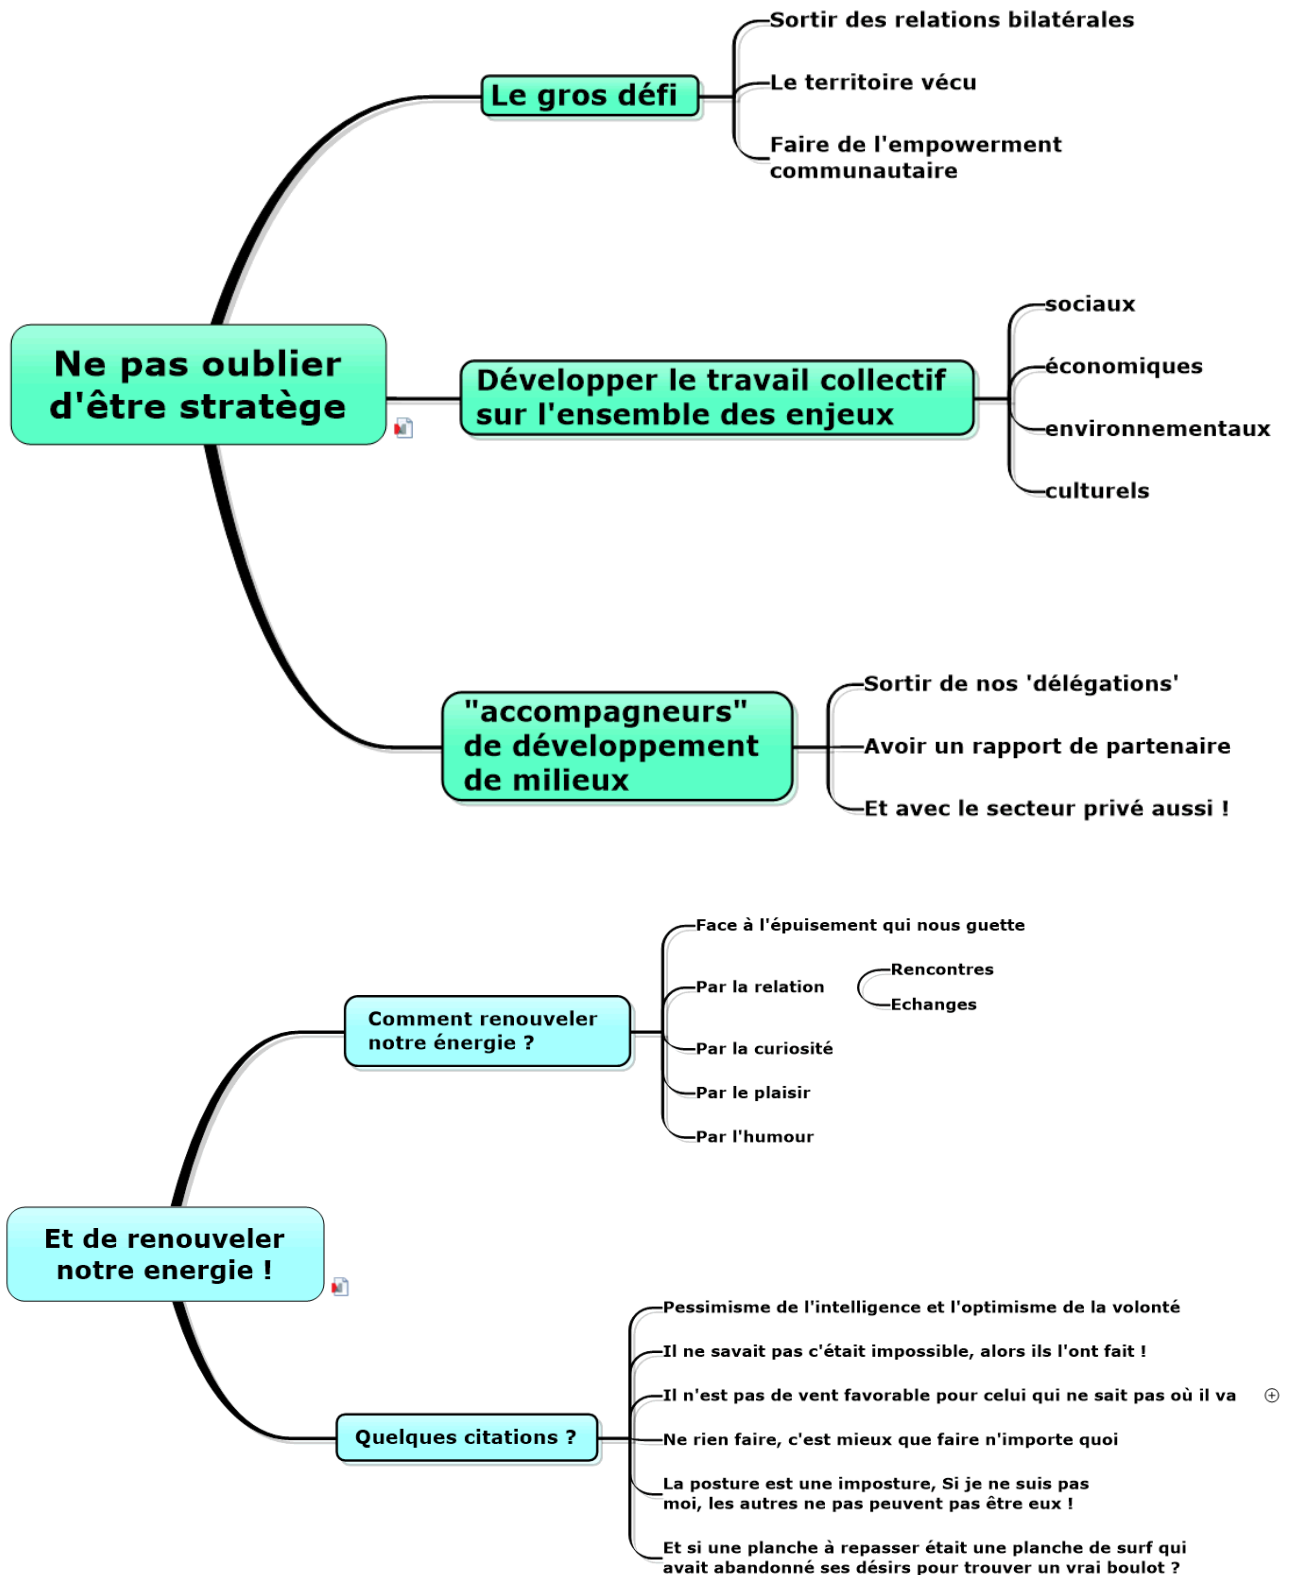 Sortir des relations bilatérales
Le gros défi
Le territoire vécu
Faire de l'empowerment
communautaire
Ne pas oublier
d'être stratège
Développer le travail collectif
sur l'ensemble des enjeux
sociaux
économiques
environnementaux
culturels
"accompagneurs"
de développement
de milieux
Sortir de nos 'délégations'
Avoir un rapport de partenaire
Et avec le secteur privé aussi !
Comment renouveler
notre énergie ?
Face à l'épuisement qui nous guette
Par la relation
Rencontres
Echanges
Par la curiosité
Par le plaisir
Par l'humour
Et de renouveler
notre energie !
Quelques citations ?
Pessimisme de l'intelligence et l'optimisme de la volonté
Il ne savait pas c'était impossible, alors ils l'ont fait !
Il n'est pas de vent favorable pour celui qui ne sait pas où il va
Ne rien faire, c'est mieux que faire n'importe quoi
La posture est une imposture, Si je ne suis pas
moi, les autres ne pas peuvent pas être eux !
Et si une planche à repasser était une planche de surf qui
avait abandonné ses désirs pour trouver un vrai boulot ?